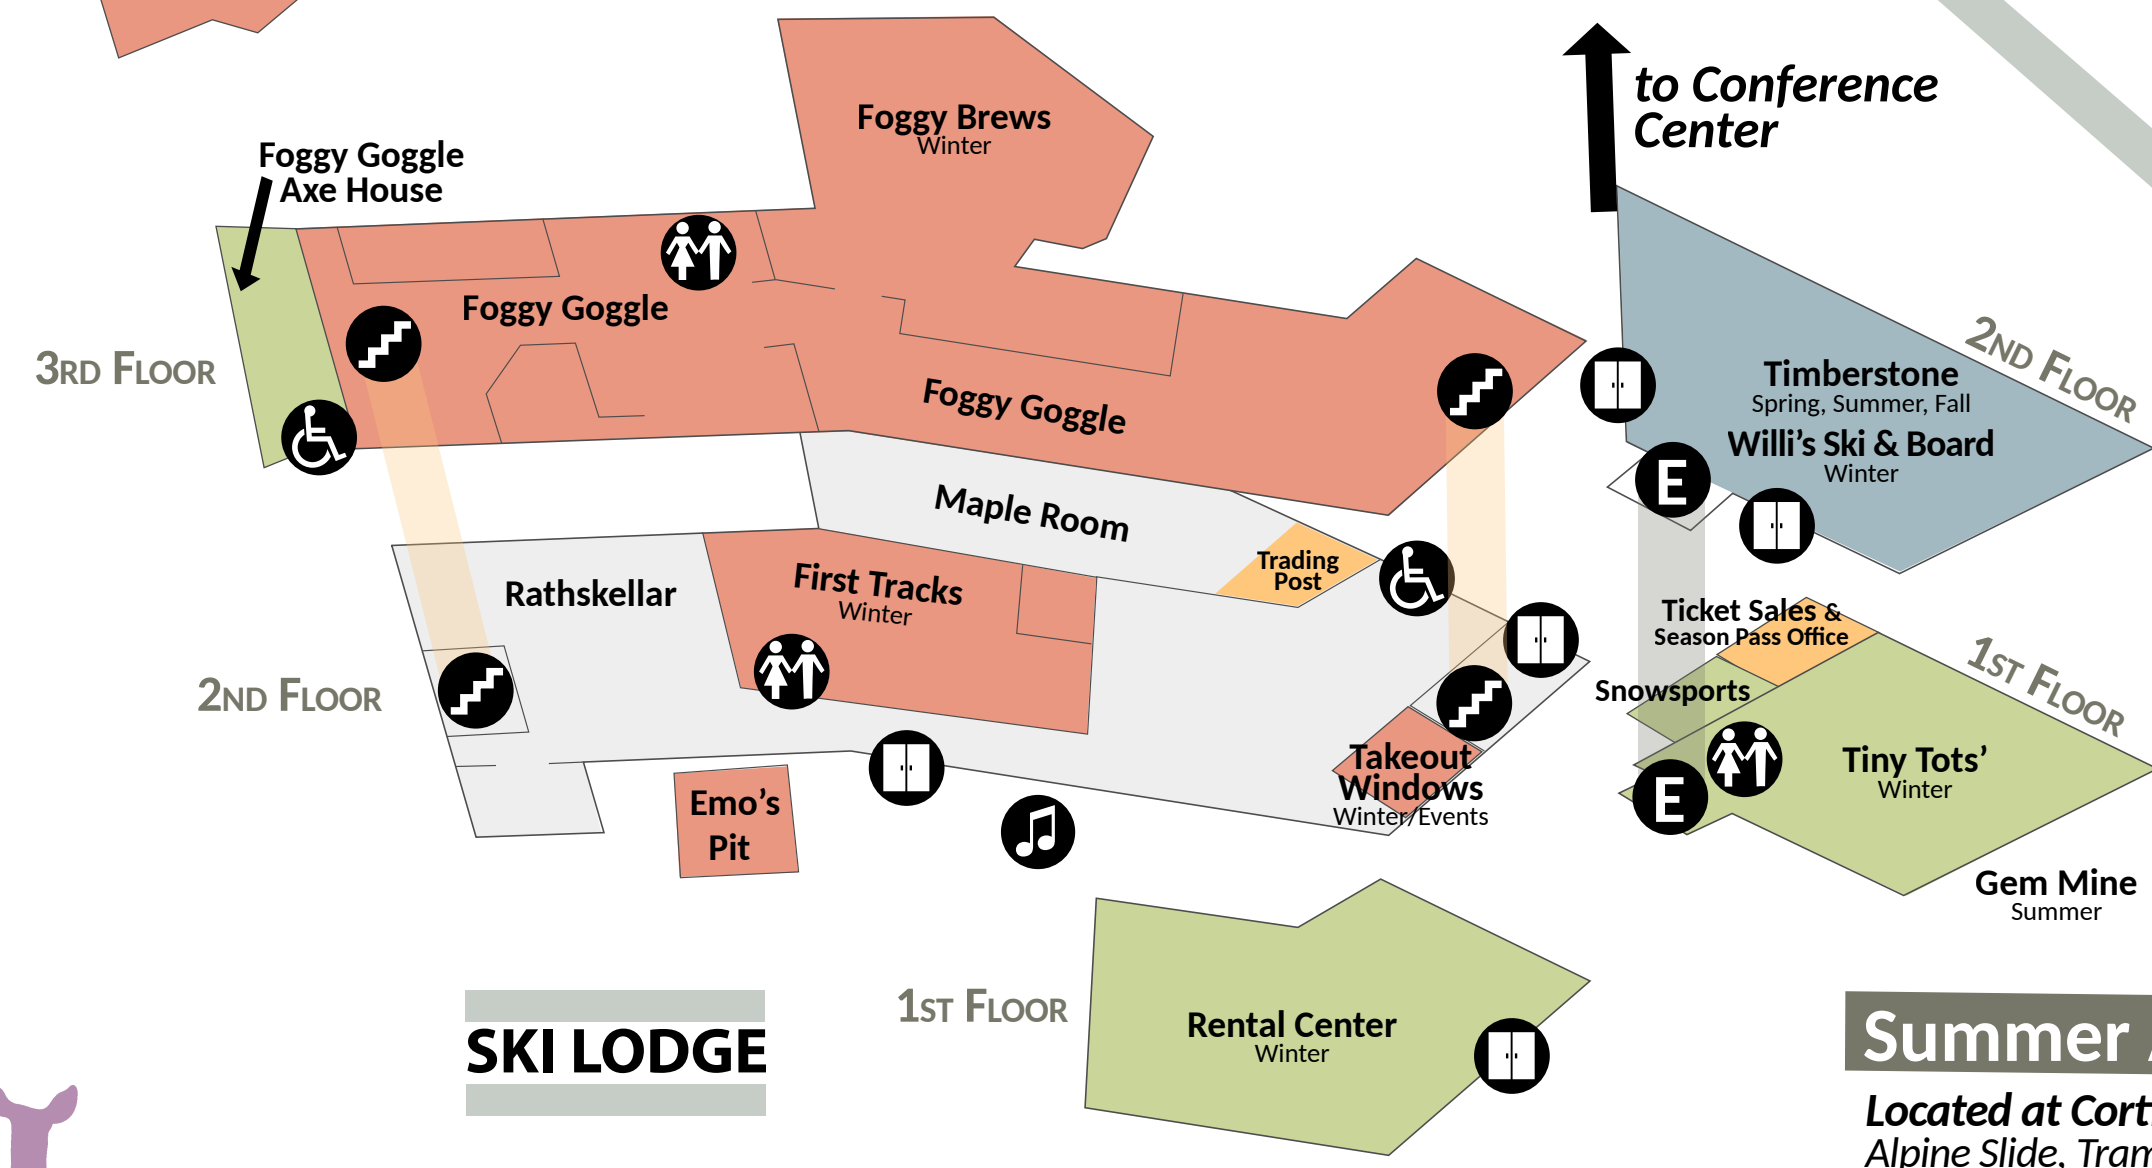 to Conference
Center
Foggy Brews
Winter
Foggy Goggle
Axe House
Foggy Goggle
3RD FLOOR
Foggy Goggle
2ND FLOOR
Timberstone
Spring, Summer, Fall
Willi's Ski & Board
Winter
E
Maple Room
Trading
Post
Rathskellar
First Tracks
Winter
2ND FLOOR
Ticket Sales &
Season Pass Office
1ST FLOOR
Snowsports
Takeout
Windows
Winter/Events
Tiny Tots'
Winter
E
Emo's
Pit
Gem Mine
Summer
SKI LODGE
1ST FLOOR
Rental Center
Winter
Summer
Located at
Alpine Slide,